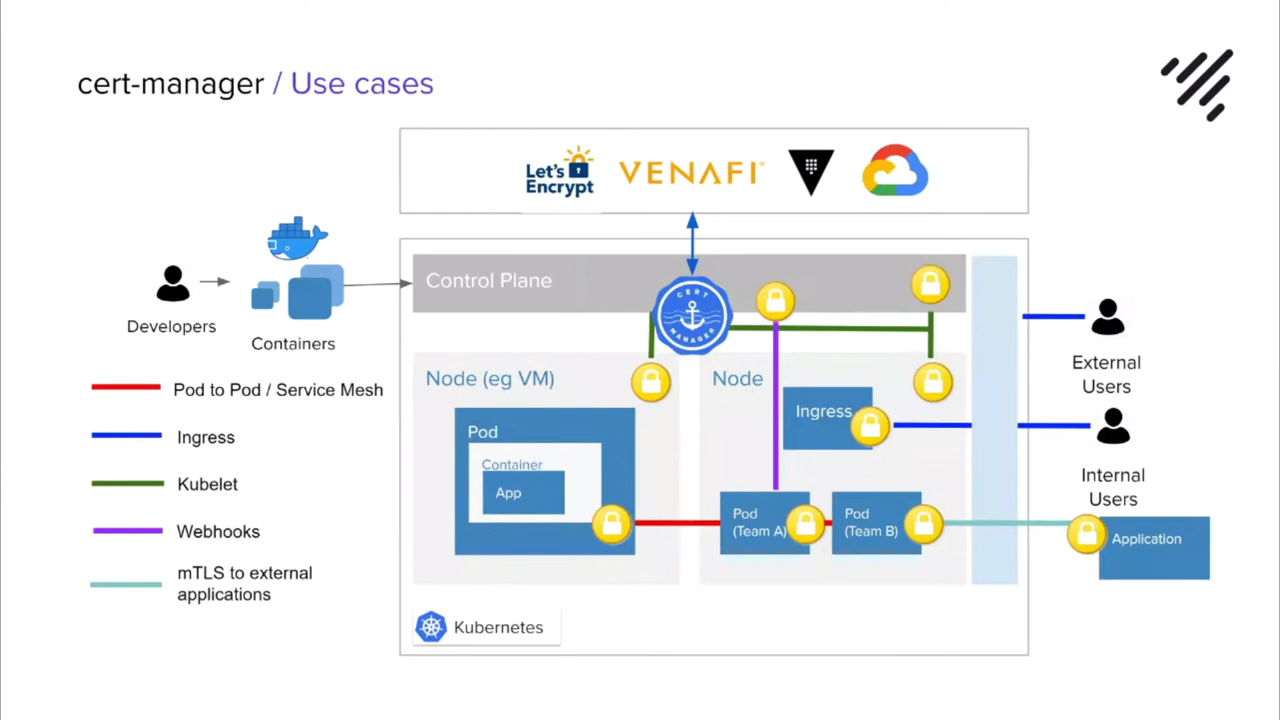 cert-manager / Use cases
Let's
Encrypt
VENAFI
Control Plane
CERT
MANAGER
Developers
Containers
Pod to Pod / Service Mesh
Ingress
Kubelet
Webhooks
mTLS to external
applications
Node (eg VM)
Pod
Container
App
Node
Ingress
Pod
(Team A)
Pod
(Team B)
External
Users
Internal
Users
Application
Kubernetes